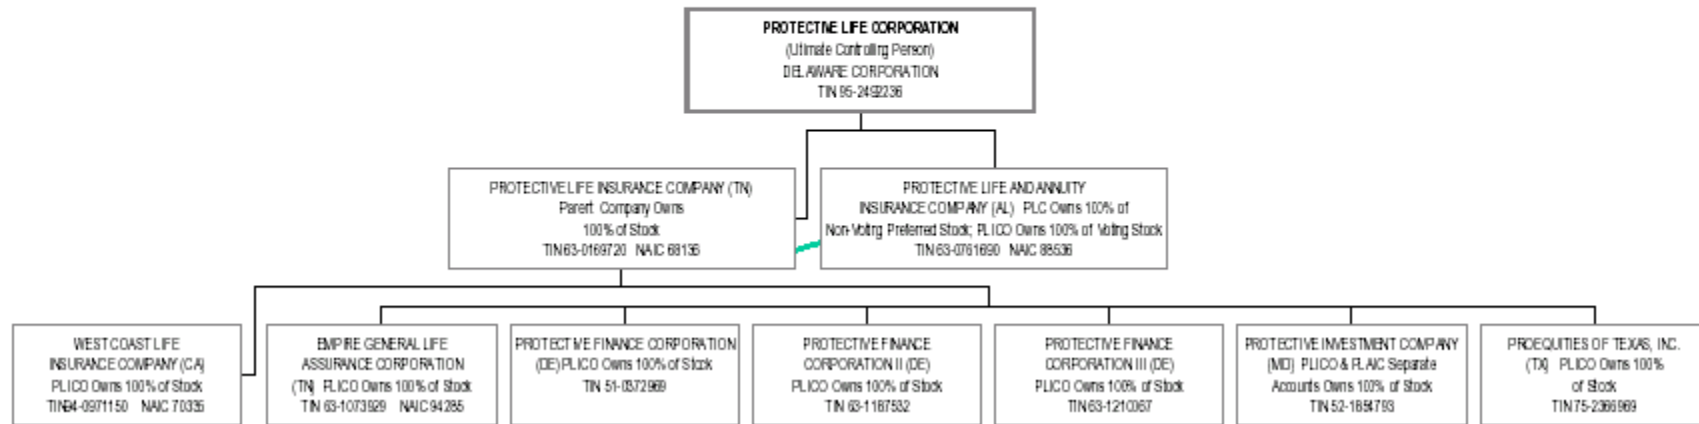 PROTECTIVE LIFE CORPORATION
(Ultimate Controlling Person)
DELAWARE CORPORATION
TIN 95-2492236
PROTECTIVE LIFE INSURANCE COMPANY (TN)
Parent Company Owns
100% of Stock
TIN 63-0169720 NAIC 68136
PROTECTIVE LIFE AND ANNUITY
INSURANCE COMPANY (AL) PLC Owns 100% of
Non-Voting Preferred Stock; PLICO Owns 100% of Voting Stock
TIN 63-0761690 NAIC 88536
WEST COAST LIFE
INSURANCE COMPANY (CA)
PLICO Owns 100% of Stock
TIN 94-0971150 NAIC 70335
EMPIRE GENERAL LIFE
ASSURANCE CORPORATION
(TN) PLICO Owns 100% of Stock
TIN 63-1073929 NAIC 94285
PROTECTIVE FINANCE CORPORATION
(DE) PLICO Owns 100% of Stock
TIN 51-0372969
PROTECTIVE FINANCE
CORPORATION II (DE)
PLICO Owns 100% of Stock
TIN 63-1187532
PROTECTIVE FINANCE
CORPORATION III (DE)
PLICO Owns 100% of Stock
TIN 63-1210367
PROTECTIVE INVESTMENT COMPANY
(MD) PLICO & PLAIC Separate
Accounts Owns 100% of Stock
TIN 52-1854793
PROEQUITIES OF TEXAS, INC.
(TX) PLICO Owns 100%
of Stock
TIN 75-2366969